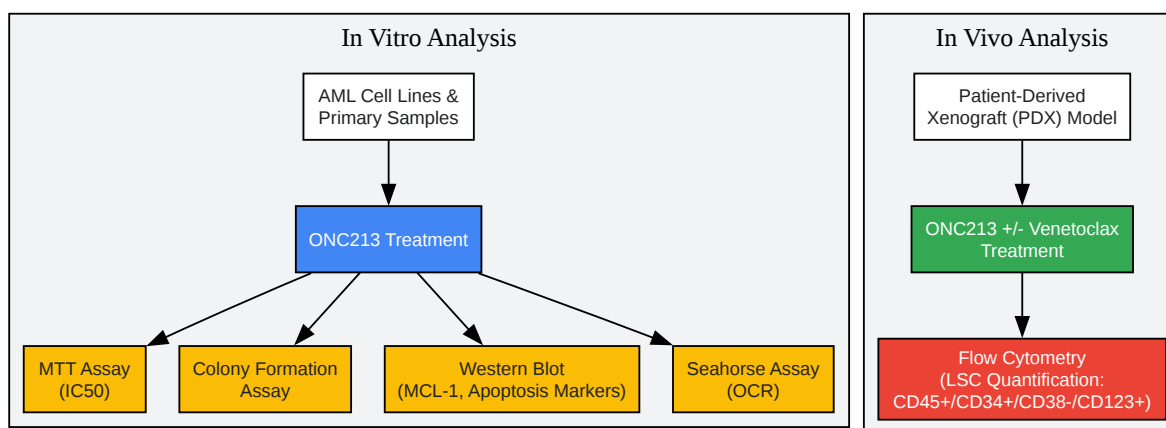 In Vitro Analysis
AML Cell Lines &
Primary Samples
ONC213 Treatment
MTT Assay
(IC50)
Colony Formation
Assay
Western Blot
(MCL-1, Apoptosis Markers)
Seahorse Assay
(OCR)
In Vivo Analysis
Patient-Derived
Xenograft (PDX) Model
ONC213 +/- Venetoclax
Treatment
Flow Cytometry
(LSC Quantification:
CD45+/CD34+/CD38-/CD123+)